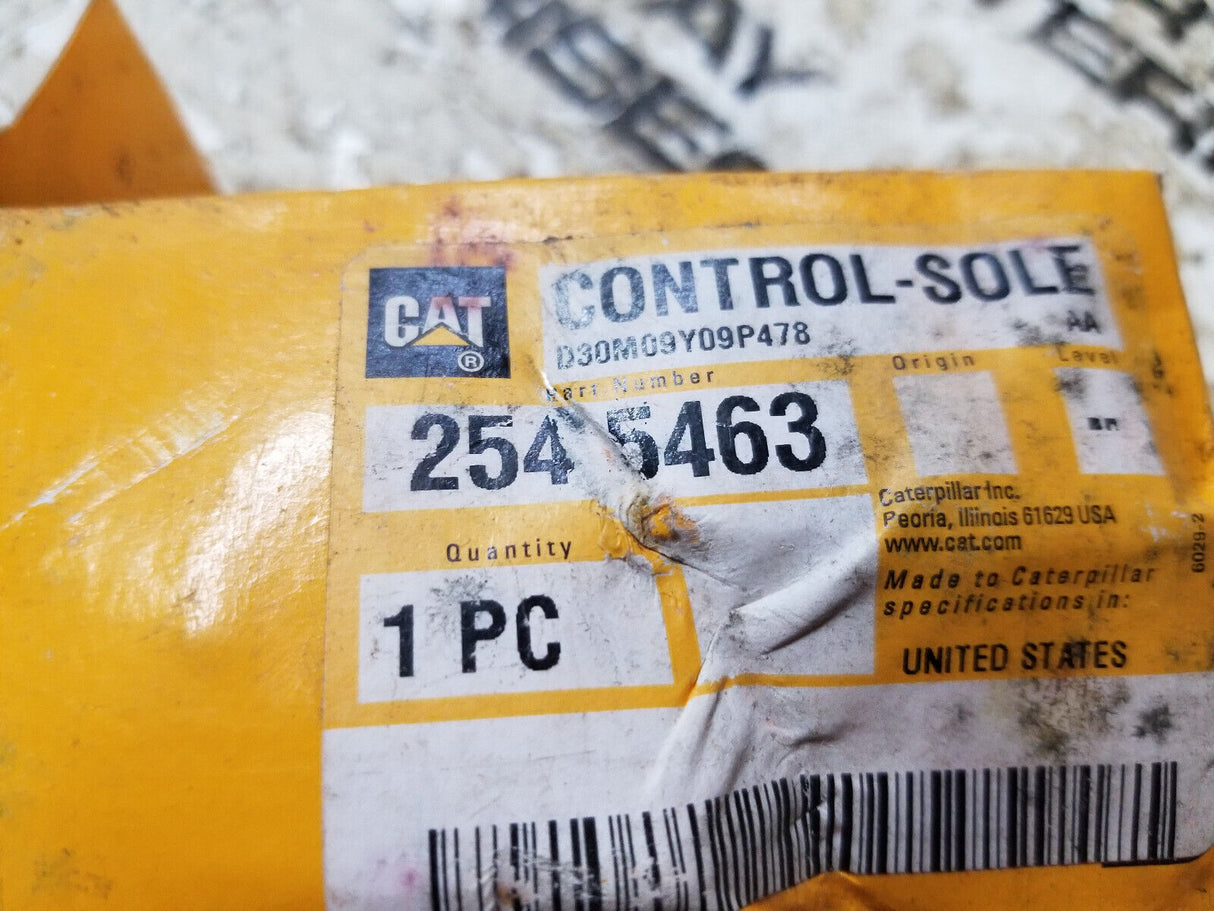 CAT ®
CONTROL-SOLE
D30M09Y09P478
AA
Part Number
Origin
Level
254 5463
Caterpillar Inc.
Peoria, Illinois 61629 USA
www.cat.com
Quantity
Made to Caterpillar
specifications in:
1 PC
UNITED STATES
6029-2